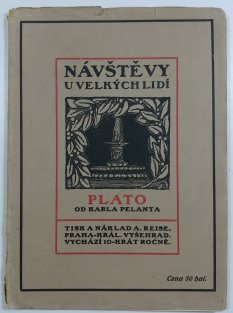 NÁVŠTĚVY
U VELKÝCH LIDÍ
PLATO
OD KARLA PELANTA
TISK A NÁKLAD A. REISE,
PRAHA-KRÁL. VYŠEHRAD.
VYCHÁZÍ 10-KRÁT ROČNĚ.
Cena 50 hal.